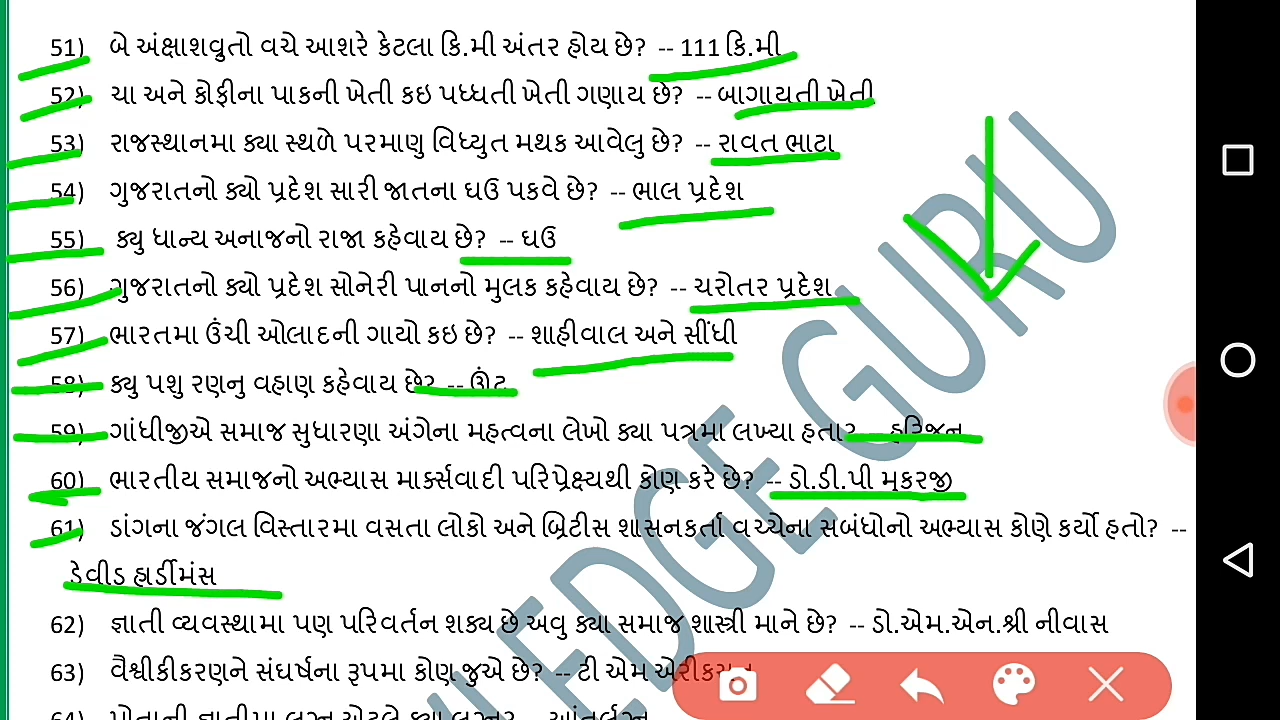 51) બે અંક્ષાશવ્રુતો વચે આશરે કેટલા કિ.મી અંતર હોય છે? -- 111 કિ.મી
52) ચા અને કોફીના પાકની ખેતી કઇ પધ્ધતી ખેતી ગણાય છે? -- બાગાયતી ખેતી
53) રાજસ્થાનમા ક્યા સ્થળે પરમાણુ વિધ્યુત મથક આવેલુ છે? -- રાવત ભાટા
54) ગુજરાતનો ક્યો પ્રદેશ સારી જાતના ઘઉ પકવે છે? -- ભાલ પ્રદેશ
55) ક્યુ ધાન્ય અનાજનો રાજા કહેવાય છે? -- ઘઉ
56) ગુજરાતનો ક્યો પ્રદેશ સોનેરી પાનનો મુલક કહેવાય છે? -- ચરોતર પ્રદેશ
57) ભારતમા ઉંચી ઓલાદની ગાયો કઇ છે? -- શાહીવાલ અને સીંધી
58) ક્યુ પશુ રણનુ વહાણ કહેવાય છે? -- ઊંટ
59) ગાંધીજીએ સમાજ સુધારણા અંગેના મહત્વના લેખો ક્યા પત્રમા લખ્યા હતા? -- હરિજન
60) ભારતીય સમાજનો અભ્યાસ માર્ક્સવાદી પરિપ્રેક્ષ્યથી કોણ કરે છે? -- ડો.ડી.પી મુકરજી
61) ડાંગના જંગલ વિસ્તારમા વસતા લોકો અને બ્રિટીસ શાસનકર્તા વચ્ચેના સબંધોનો અભ્યાસ કોણે કર્યો હતો? --
ડેવીડ હાર્ડીમંસ
62) જ્ઞાતી વ્યવસ્થામા પણ પરિવર્તન શક્ય છે અવુ ક્યા સમાજ શાસ્ત્રી માને છે? -- ડો.એમ.એન.શ્રી નીવાસ
63) વૈશ્વીકીકરણને સંઘર્ષના રૂપમા કોણ જુએ છે? -- ટી એમ
EDGE GURU